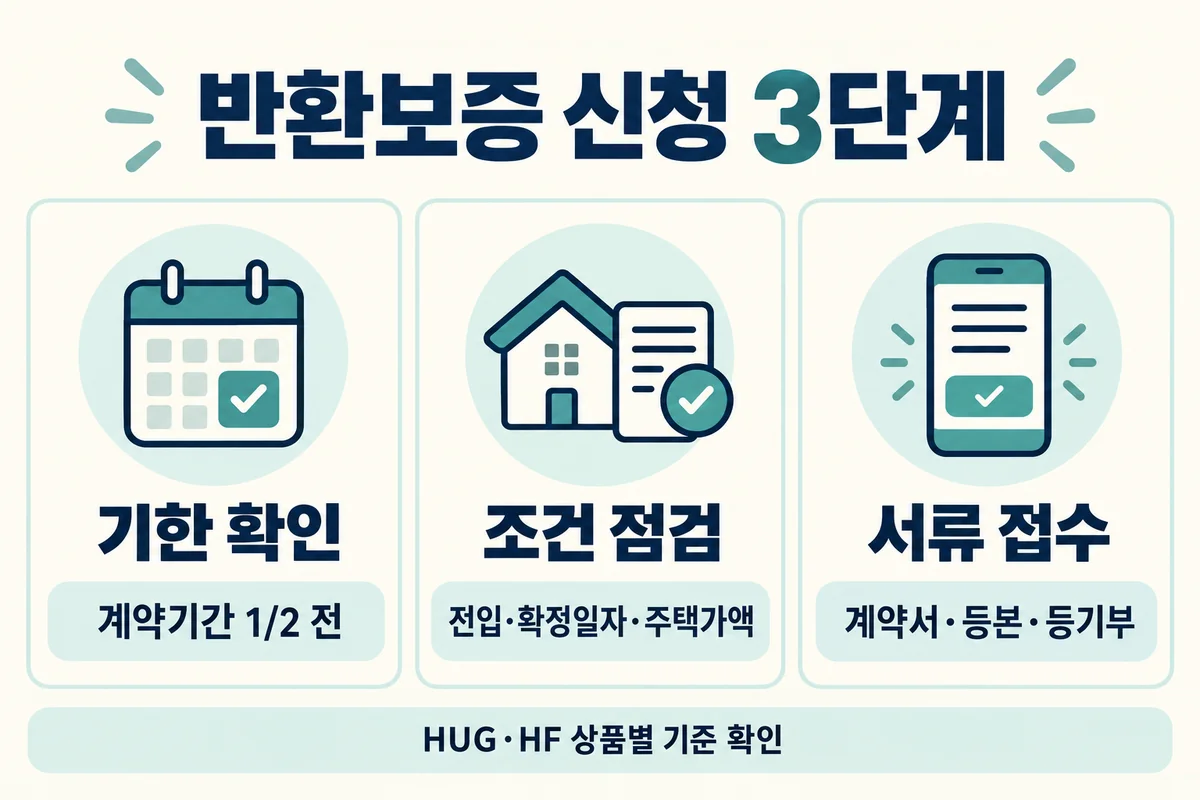 반환보증 신청 3단계
기한 확인
계약기간 1/2 전
조건 점검
전입·확정일자·주택가액
서류 접수
계약서·등본·등기부
HUG·HF 상품별 기준 확인